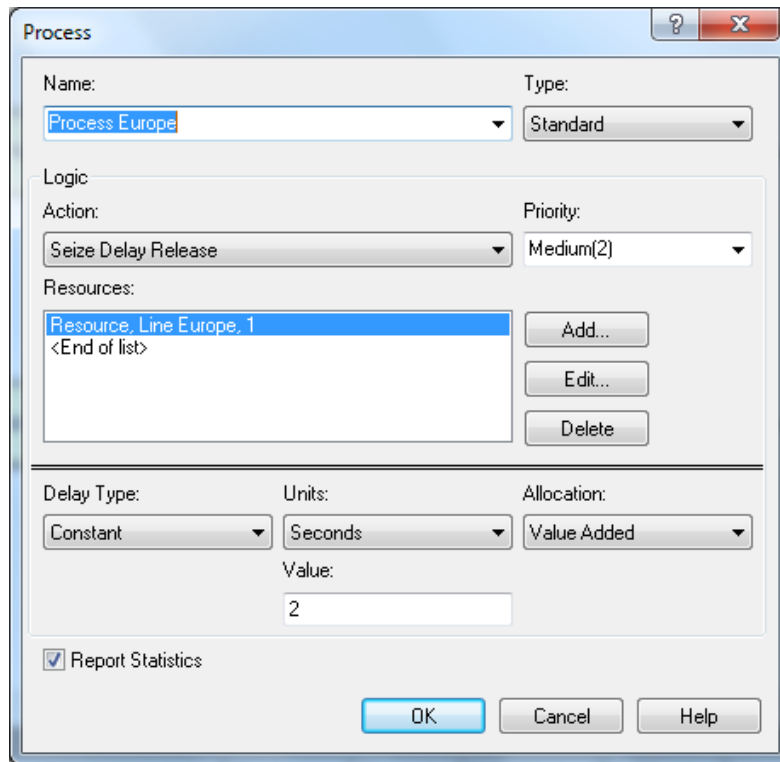 Process
Name:
Type:
Process Europe
Standard
Logic
Action:
Priority:
Seize Delay Release
Medium(2)
Resources:
Resource, Line Europe, 1
<End of list>
Add...
Edit...
Delete
Delay Type:
Units:
Allocation:
Constant
Seconds
Value Added
Value:
2
Report Statistics
OK
Cancel
Help